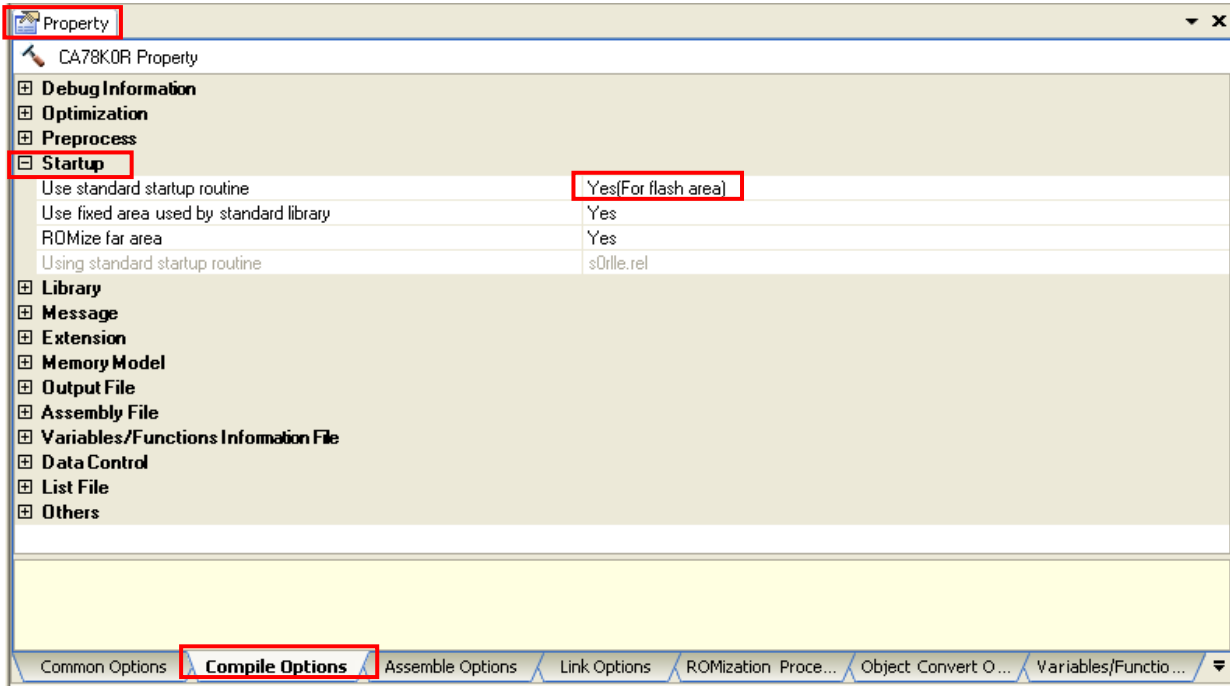 Property
CA78K0R Property
Debug Information
Optimization
Preprocess
Startup
Use standard startup routine Yes(For flash area)
Use fixed area used by standard library Yes
ROMize far area Yes
Using standard startup routine s0rlle.rel
Library
Message
Extension
Memory Model
Output File
Assembly File
Variables/Functions Information File
Data Control
List File
Others
Common Options Compile Options Assemble Options Link Options ROMization Proce... Object Convert O... Variables/Functio...